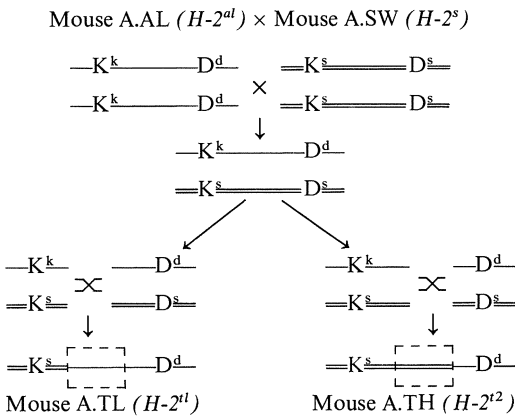 Mouse A.AL (H-2^al) × Mouse A.SW (H-2^s)
K^k D^d K^s D^s
K^k D^d × K^s D^s
K^k D^d
K^s D^s
K^k D^d K^k D^d
K^s D^s K^s D^s
K^s D^d K^s D^d
Mouse A.TL (H-2^tl) Mouse A.TH (H-2^t2)